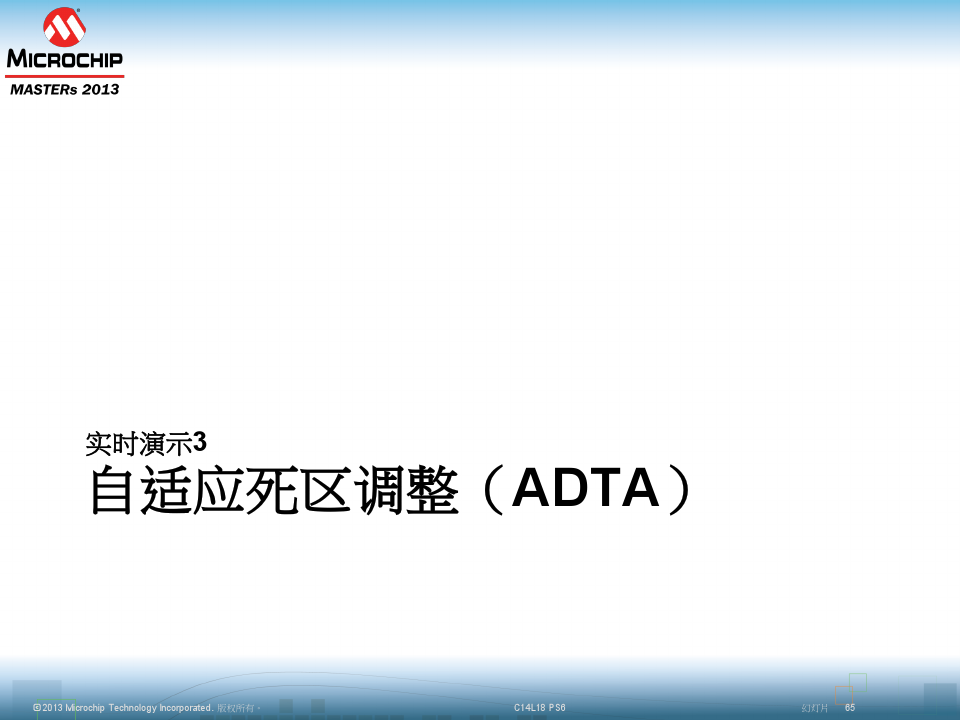 MICROCHIP
MASTERs 2013
实时演示3
自适应死区调整（ADTA）
©2013 Microchip Technology Incorporated. 版权所有。
C14L18 PS6
幻灯片 65